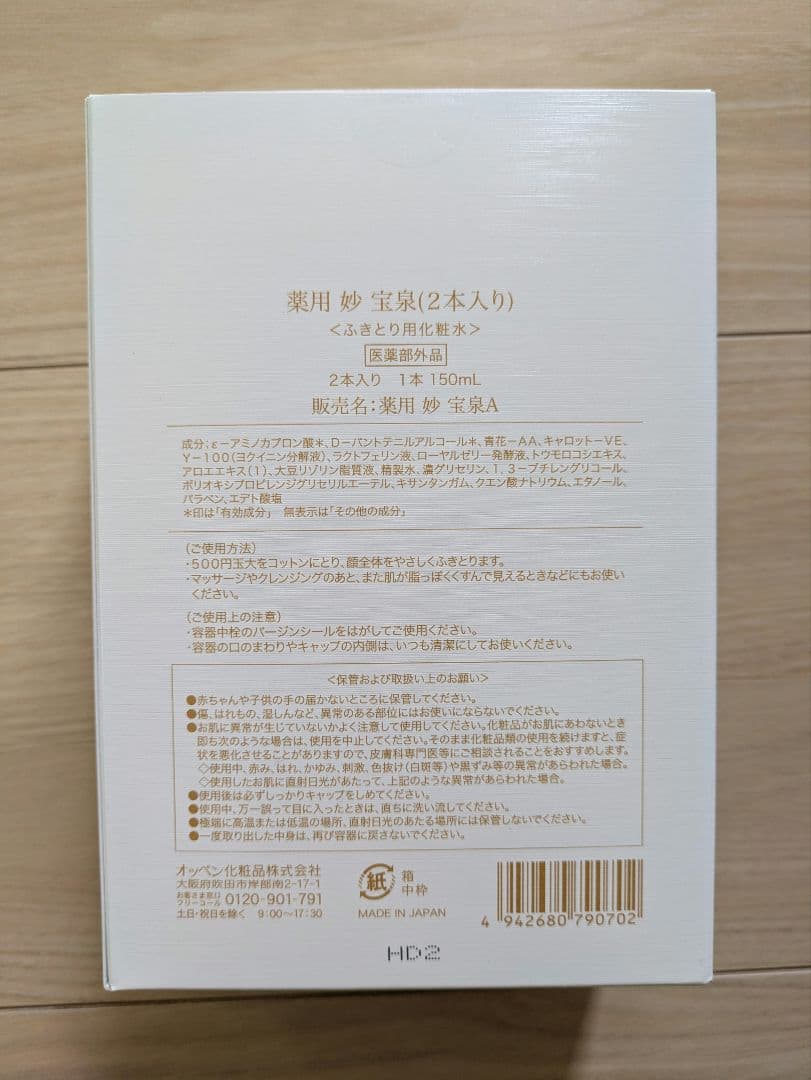 薬用 妙 宝泉(2本入り)
＜ふきとり用化粧水＞
医薬部外品
2本入り 1本 150mL
販売名:薬用 妙 宝泉A
成分;ε－アミノカプロン酸＊、D－パントテニルアルコール＊、青花－AA、キャロット－VE、
Y－100(ヨクイニン分解液)、ラクトフェリン液、ローヤルゼリー発酵液、トウモロコシエキス、
アロエエキス(1)、大豆リゾリン脂質液、精製水、濃グリセリン、1，3－ブチレングリコール、
ポリオキシプロピレンジグリセリルエーテル、キサンタンガム、クエン酸ナトリウム、エタノール、
パラベン、エデト酸塩
＊印は「有効成分」 無表示は「その他の成分」
〈ご使用方法〉
・500円玉大をコットンにとり、顔全体をやさしくふきとります。
・マッサージやクレンジングのあと、また肌が脂っぽくくすんで見えるときなどにもお使い
ください。
〈ご使用上の注意〉
・容器中栓のバージンシールをはがしてご使用ください。
・容器の口のまわりやキャップの内側は、いつも清潔にしてお使いください。
＜保管および取扱い上のお願い＞
●赤ちゃんや子供の手の届かないところに保管してください。
●傷、はれもの、湿しんなど、異常のある部位にはお使いにならないでください。
●お肌に異常が生じていないかよく注意して使用してください。化粧品がお肌にあわないとき
即ち次のような場合は、使用を中止してください。そのまま化粧品類の使用を続けますと、症
状を悪化させることがありますので、皮膚科専門医等にご相談されることをおすすめします。
◇使用中、赤み、はれ、かゆみ、刺激、色抜け(白斑等)や黒ずみ等の異常があらわれた場合。
◇使用したお肌に直射日光があたって、上記のような異常があらわれた場合。
●使用後は必ずしっかりキャップをしめてください。
●使用中、万一誤って目に入ったときは、直ちに洗い流してください。
●極端に高温または低温の場所、直射日光のあたる場所には保管しないでください。
●一度取り出した中身は、再び容器に戻さないでください。
オッペン化粧品株式会社
大阪府吹田市岸部南2-17-1
お客さま窓口
フリーコール 0120-901-791
土日・祝日を除く 9:00～17:30
紙
箱
中枠
MADE IN JAPAN
4 942680 790702
HD2